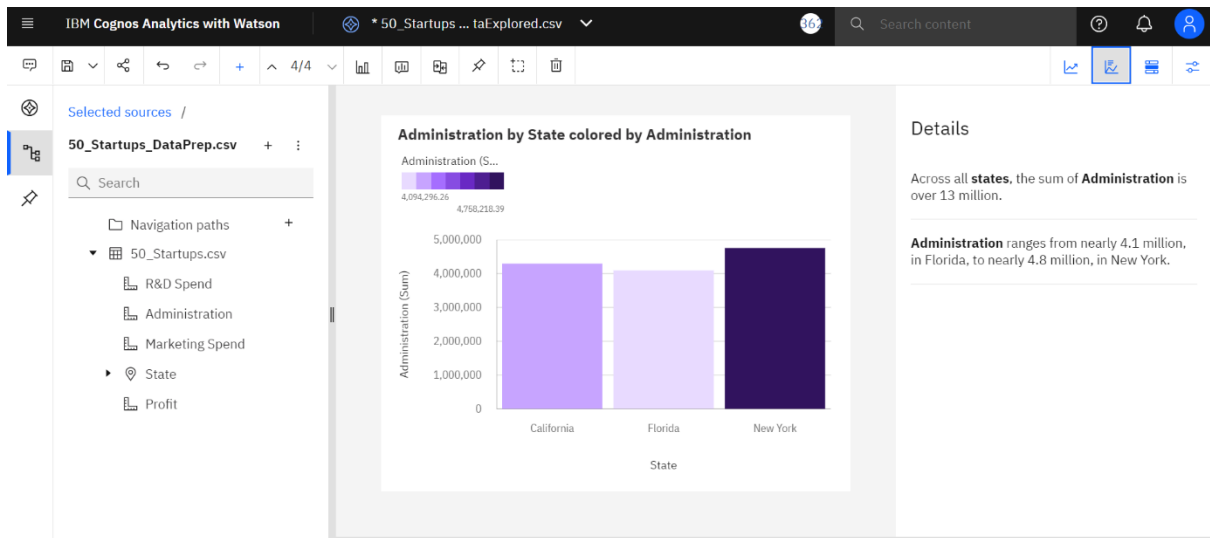 IBM Cognos Analytics with Watson
* 50_Startups ... taExplored.csv
362
Search content
4/4
Selected sources /
50_Startups_DataPrep.csv
Search
Navigation paths
50_Startups.csv
R&D Spend
Administration
Marketing Spend
State
Profit
Administration by State colored by Administration
Administration (S...
4,094,296.26
4,758,218.39
5,000,000
4,000,000
3,000,000
2,000,000
1,000,000
0
Administration (Sum)
California Florida New York
State
Details
Across all states, the sum of Administration is
over 13 million.
Administration ranges from nearly 4.1 million,
in Florida, to nearly 4.8 million, in New York.